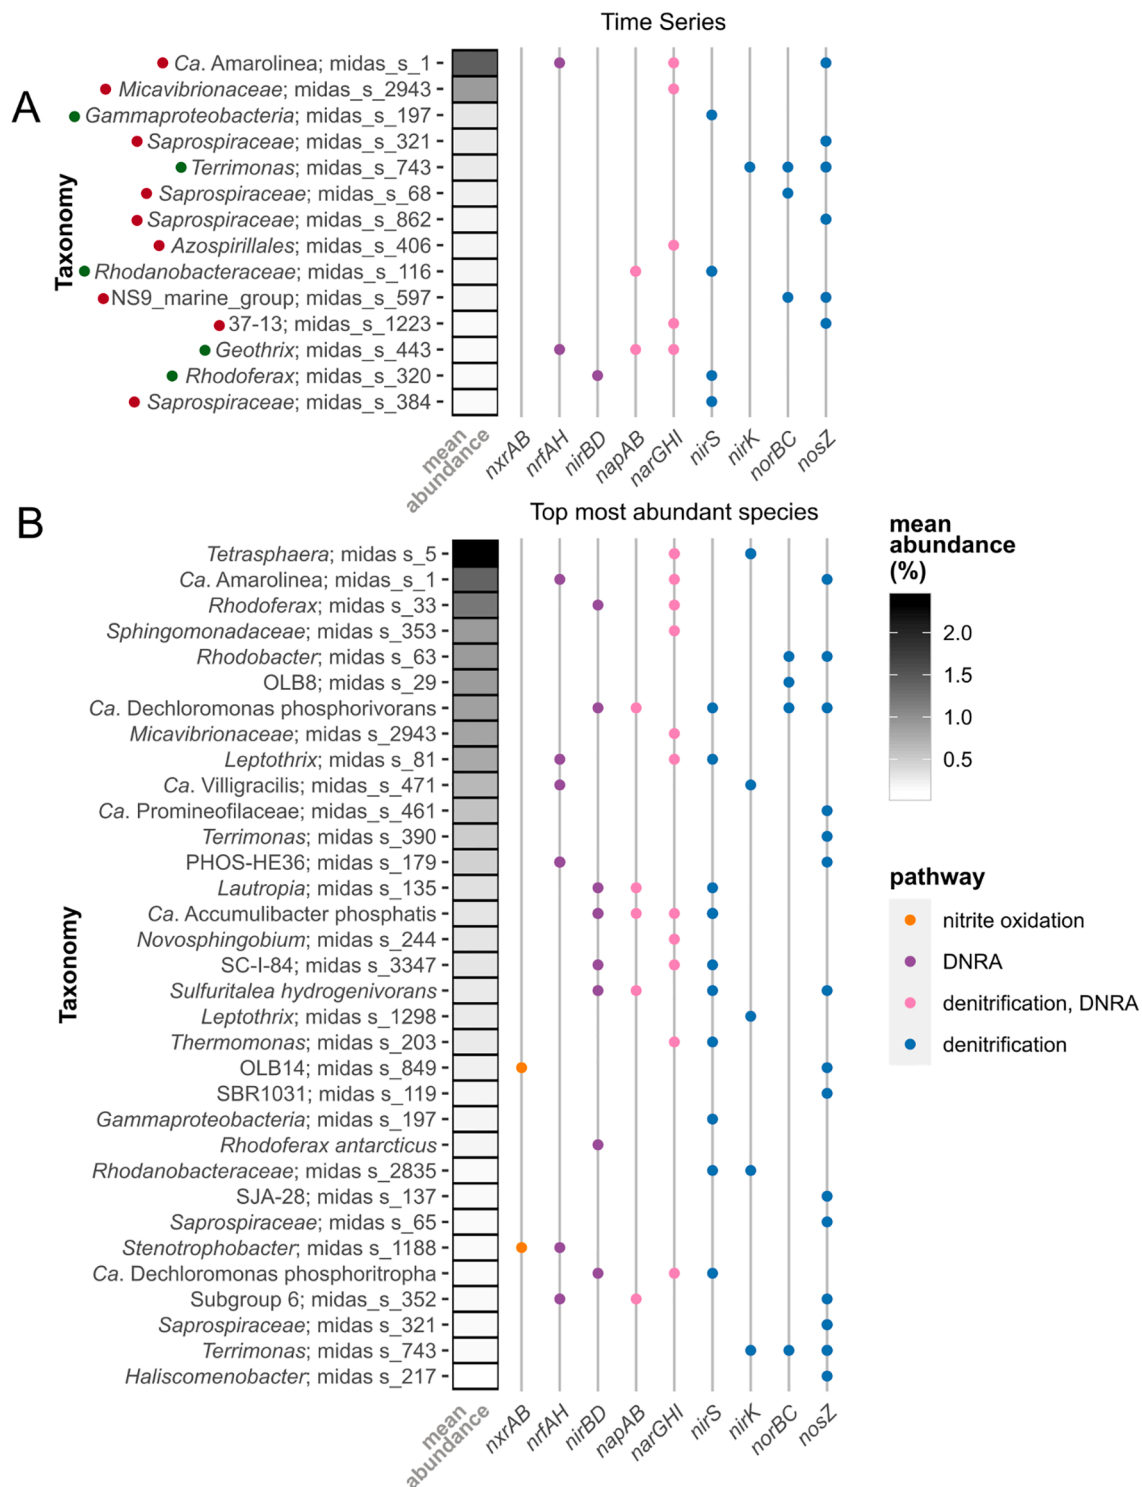 Time Series
A
Taxonomy
Ca. Amarolinea; midas_s_1
Micavibrionaceae; midas_s_2943
Gammaproteobacteria; midas_s_197
Saprospiraceae; midas_s_321
Terrimonas; midas_s_743
Saprospiraceae; midas_s_68
Saprospiraceae; midas_s_862
Azospirillales; midas_s_406
Rhodanobacteraceae; midas_s_116
NS9_marine_group; midas_s_597
37-13; midas_s_1223
Geothrix; midas_s_443
Rhodoferax; midas_s_320
Saprospiraceae; midas_s_384
mean
abundance
nxrAB
nrfAH
nirBD
napAB
narGHI
nirS
nirK
norBC
nosZ
B
Top most abundant species
Taxonomy
Tetrasphaera; midas s_5
Ca. Amarolinea; midas_s_1
Rhodoferax; midas s_33
Sphingomonadaceae; midas s_353
Rhodobacter; midas s_63
OLB8; midas s_29
Ca. Dechloromonas phosphorivorans
Micavibrionaceae; midas s_2943
Leptothrix; midas s_81
Ca. Villigracilis; midas_s_471
Ca. Promineofilaceae; midas s_461
Terrimonas; midas s_390
PHOS-HE36; midas s_179
Lautropia; midas s_135
Ca. Accumulibacter phosphatis
Novosphingobium; midas s_244
SC-I-84; midas s_3347
Sulfuritalea hydrogenivorans
Leptothrix; midas s_1298
Thermomonas; midas s_203
OLB14; midas s_849
SBR1031; midas s_119
Gammaproteobacteria; midas s_197
Rhodoferax antarcticus
Rhodanobacteraceae; midas s_2835
SJA-28; midas s_137
Saprospiraceae; midas s_65
Stenotrophobacter; midas s_1188
Ca. Dechloromonas phosphoritropha
Subgroup 6; midas_s_352
Saprospiraceae; midas s_321
Terrimonas; midas s_743
Haliscomenobacter; midas s_217
mean
abundance
nxrAB
nrfAH
nirBD
napAB
narGHI
nirS
nirK
norBC
nosZ
mean
abundance
(%)
2.0
1.5
1.0
0.5
pathway
nitrite oxidation
DNRA
denitrification, DNRA
denitrification